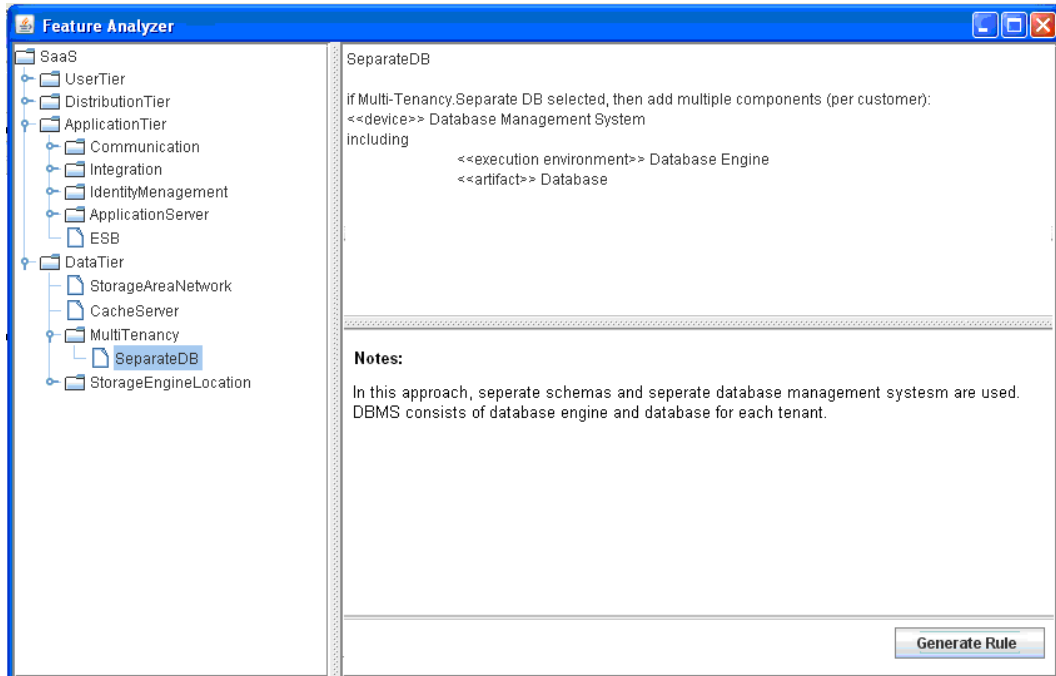 Feature Analyzer
SaaS
UserTier
DistributionTier
ApplicationTier
Communication
Integration
IdentityMenagement
ApplicationServer
ESB
DataTier
StorageAreaNetwork
CacheServer
MultiTenancy
SeparateDB
StorageEngineLocation
SeparateDB
if Multi-Tenancy.Separate DB selected, then add multiple components (per customer):
<<device>> Database Management System
including
<<execution environment>> Database Engine
<<artifact>> Database
Notes:
In this approach, seperate schemas and seperate database management systesm are used.
DBMS consists of database engine and database for each tenant.
Generate Rule